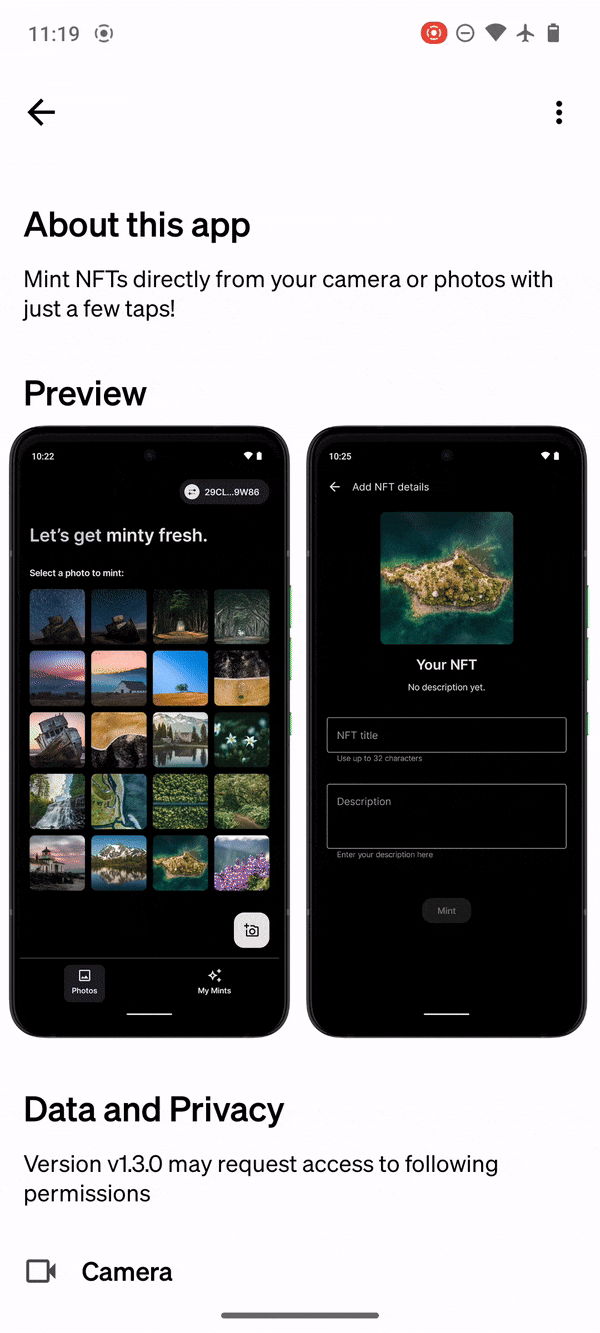 11:19
About this app
Mint NFTs directly from your camera or photos with
just a few taps!
Preview
10:22
29CL...9W86
Let's get minty fresh.
Select a photo to mint:
Photos
My Mints
10:25
Add NFT details
Your NFT
No description yet.
NFT title
Use up to 32 characters
Description
Enter your description here
Mint
Data and Privacy
Version v1.3.0 may request access to following
permissions
Camera